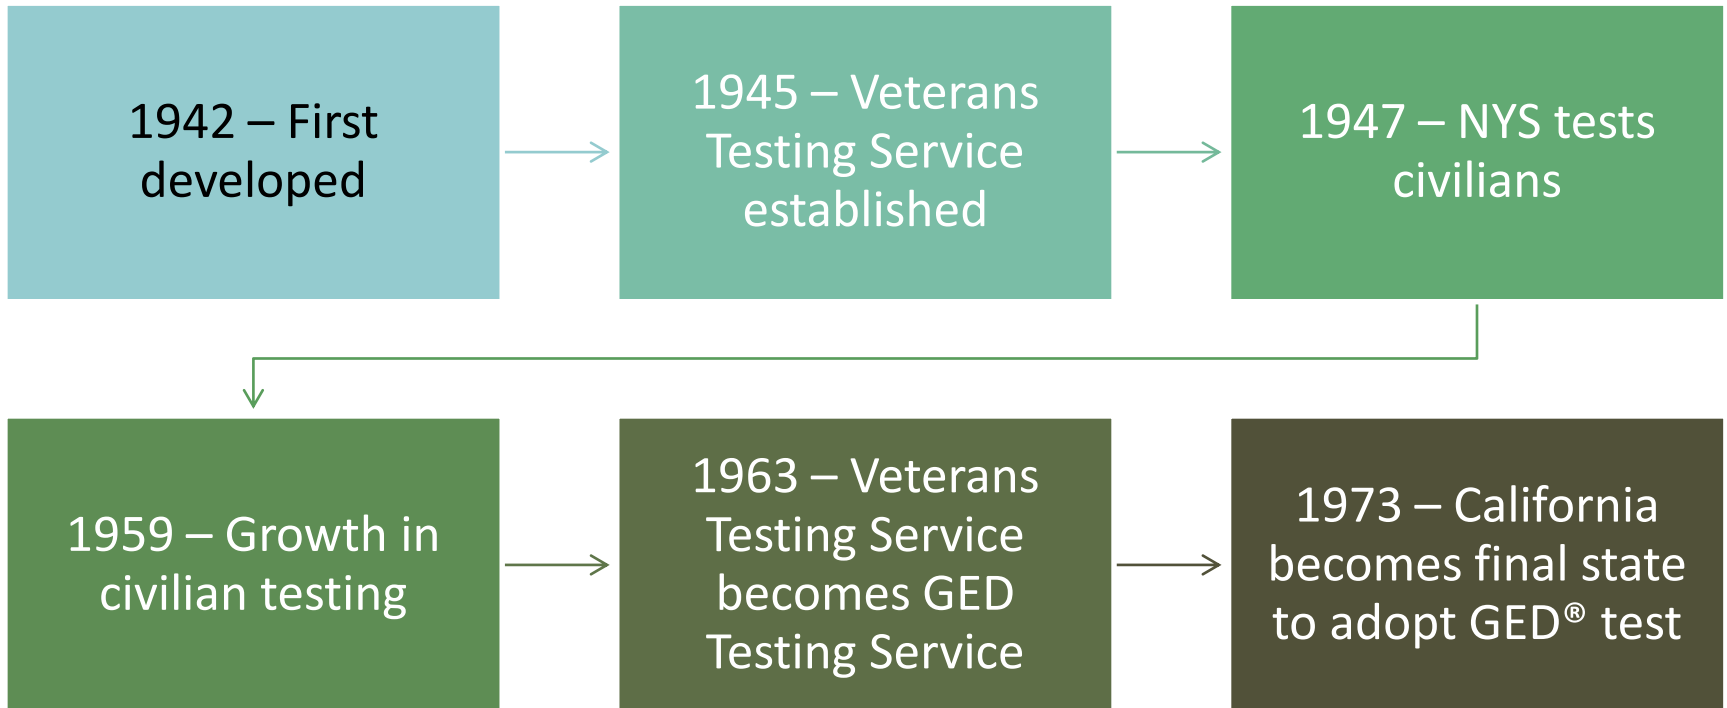 1942 – First
developed
1945 – Veterans
Testing Service
established
1947 – NYS tests
civilians
1959 – Growth in
civilian testing
1963 – Veterans
Testing Service
becomes GED
Testing Service
1973 – California
becomes final state
to adopt GED® test